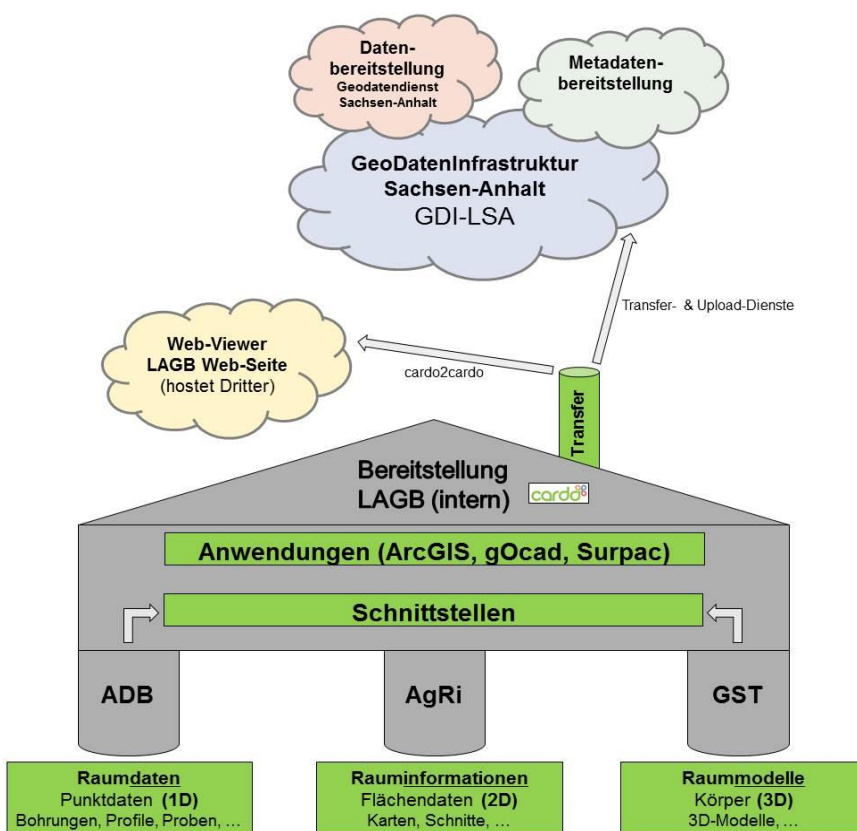 Daten-
bereitstellung
Geodatendienst
Sachsen-Anhalt
Metadaten-
bereitstellung
GeoDatenInfrastruktur
Sachsen-Anhalt
GDI-LSA
Transfer- & Upload-Dienste
Web-Viewer
LAGB Web-Seite
(hostet Dritter)
cardo2cardo
Transfer
Bereitstellung
LAGB (intern)
cardo
Anwendungen (ArcGIS, gOcad, Surpac)
Schnittstellen
ADB
AgRi
GST
Raumdaten
Punktdaten (1D)
Bohrungen, Profile, Proben, …
Rauminformationen
Flächendaten (2D)
Karten, Schnitte, …
Raummodelle
Körper (3D)
3D-Modelle, …